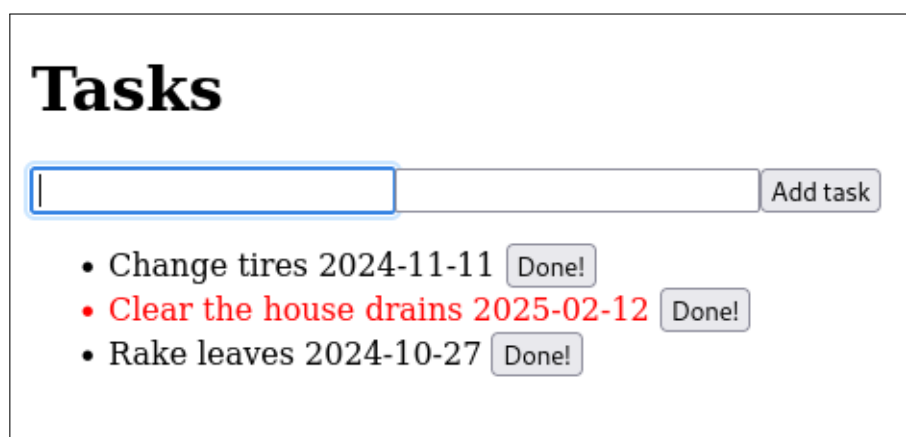 Tasks
Add task
Change tires 2024-11-11 Done!
Clear the house drains 2025-02-12 Done!
Rake leaves 2024-10-27 Done!